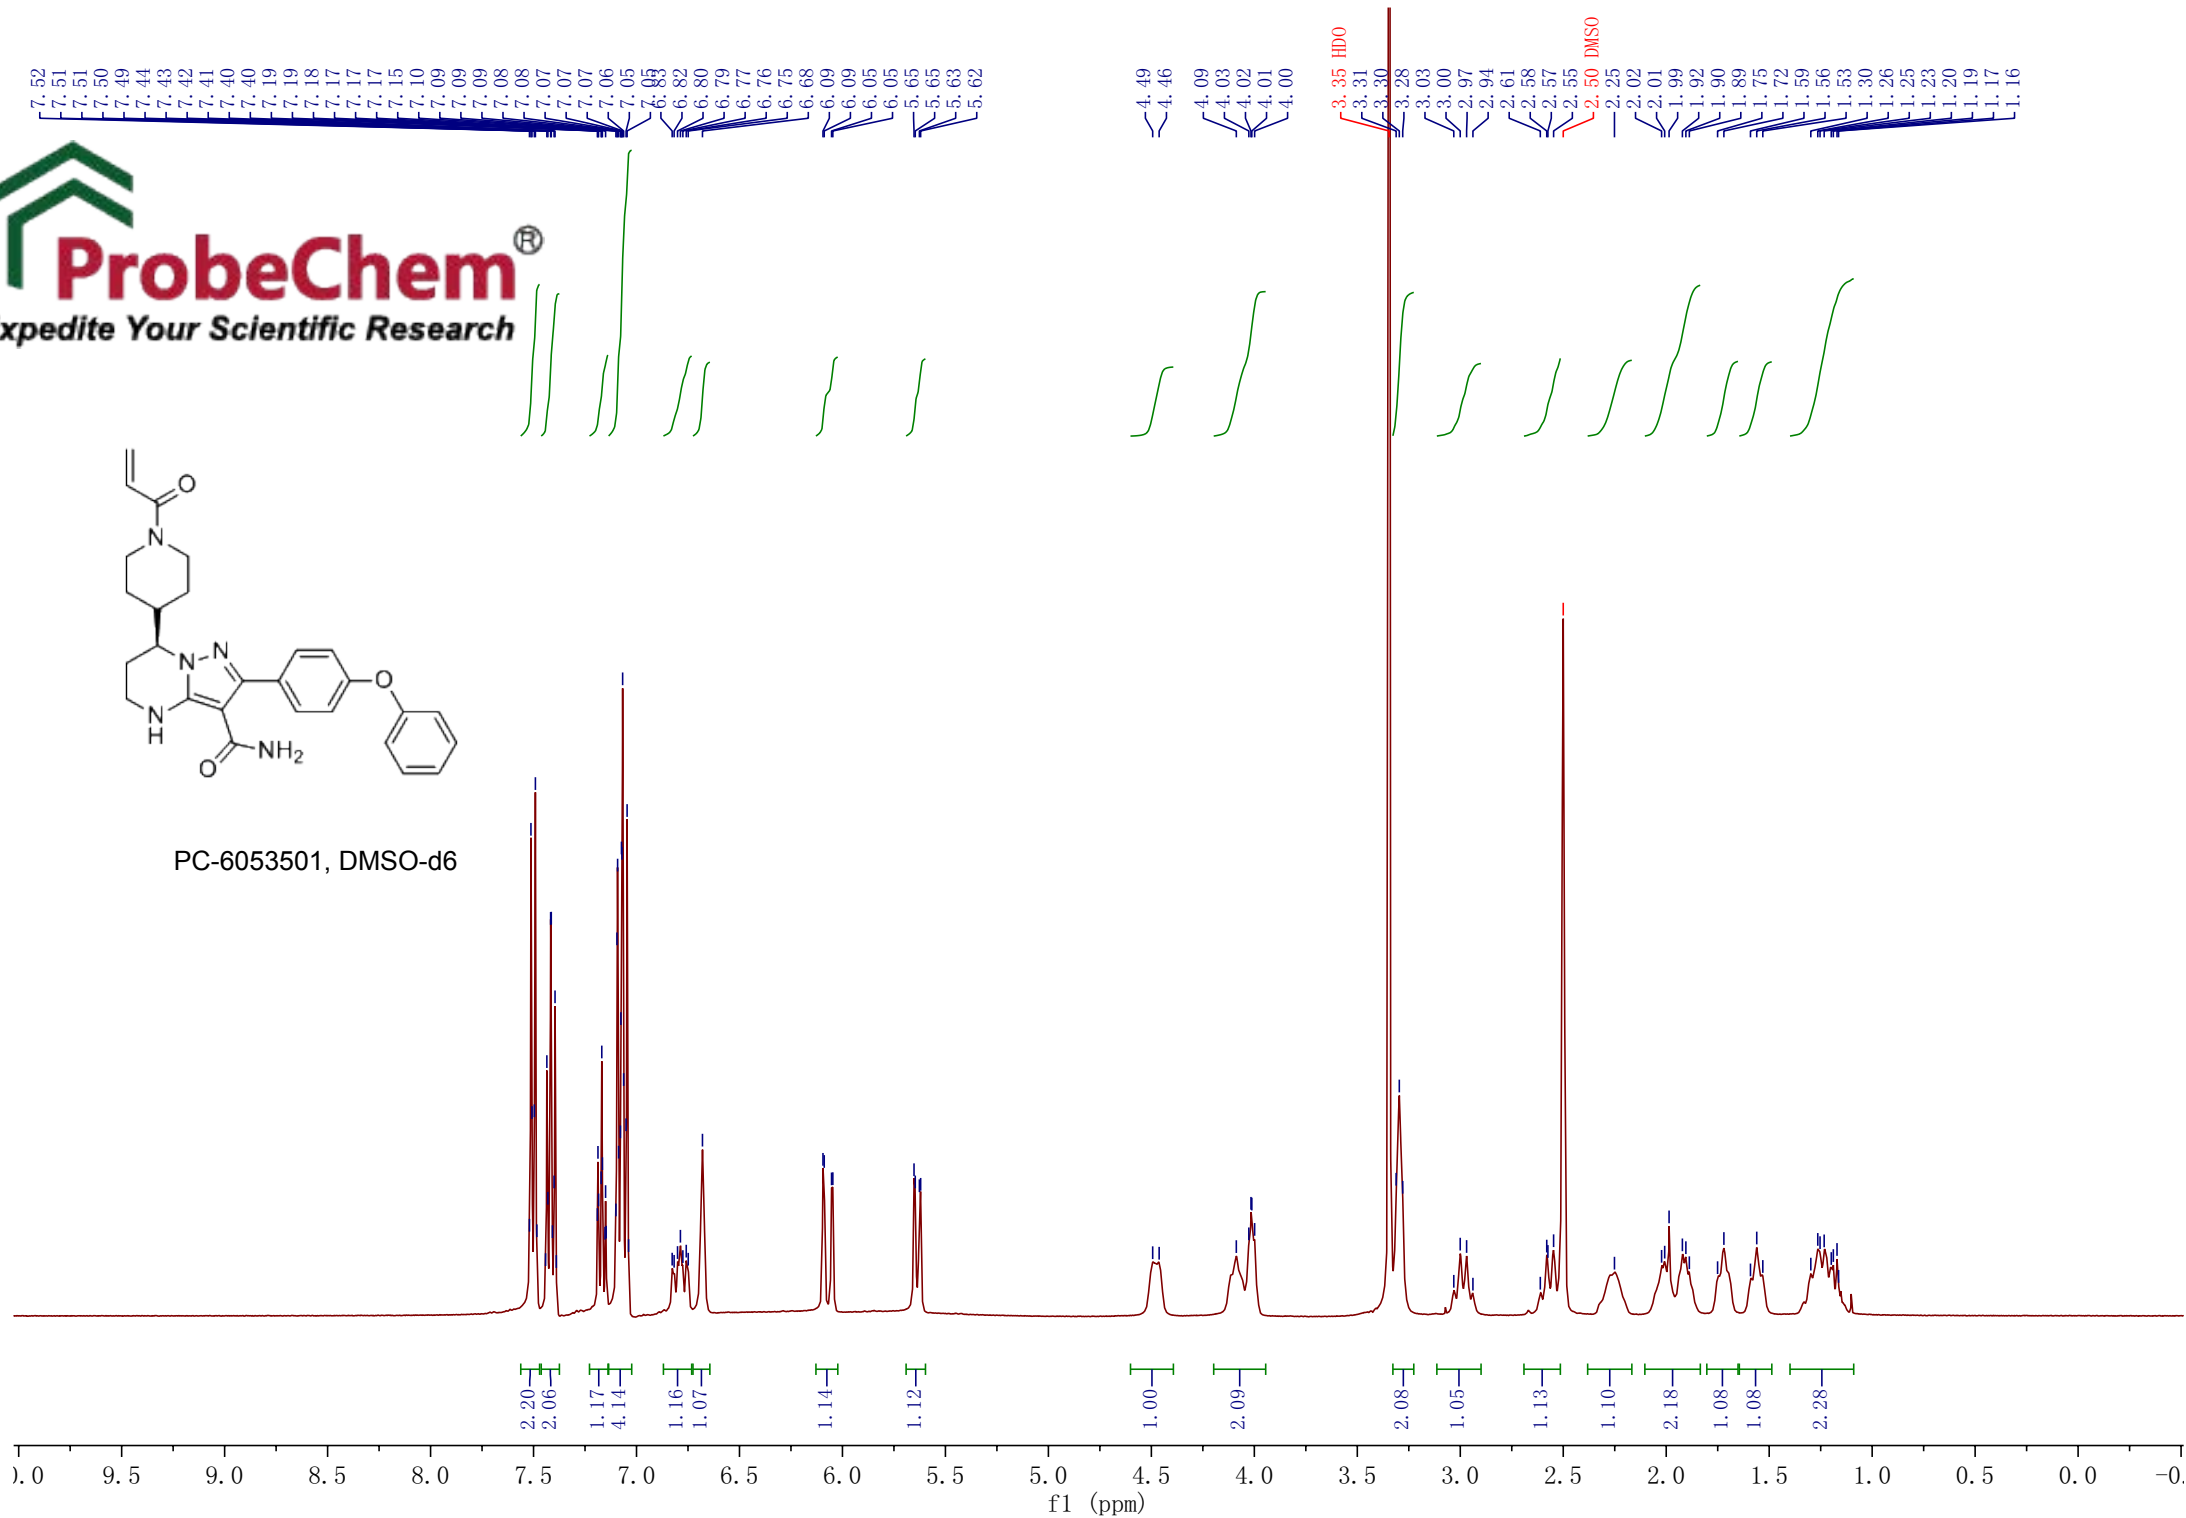 7.52 7.51 7.51 7.50 7.49 7.44 7.43 7.42 7.41 7.40 7.40 7.19 7.19 7.18 7.17 7.17 7.17 7.15 7.10 7.09 7.09 7.09 7.08 7.08 7.07 7.07 7.07 7.06 7.05 7.05 6.83 6.82 6.80 6.79 6.77 6.76 6.75 6.68 6.09 6.09 6.05 6.05 5.65 5.65 5.63 5.62 4.49 4.46 4.09 4.03 4.02 4.01 4.00 3.35 HDO 3.31 3.30 3.28 3.03 3.00 2.97 2.94 2.61 2.58 2.57 2.55 2.50 DMSO 2.25 2.02 2.01 1.99 1.92 1.90 1.89 1.75 1.72 1.59 1.56 1.53 1.30 1.26 1.25 1.23 1.20 1.19 1.17 1.16
ProbeChem®
xpedite Your Scientific Research
O
N
N
N
O
N
H
NH2
O
PC-6053501, DMSO-d6
2.20 2.06 1.17 4.14 1.16 1.07 1.14 1.12 1.00 2.09 2.08 1.05 1.13 1.10 2.18 1.08 1.08 2.28
.0 9.5 9.0 8.5 8.0 7.5 7.0 6.5 6.0 5.5 5.0 4.5 4.0 3.5 3.0 2.5 2.0 1.5 1.0 0.5 0.0 -0.
f1 (ppm)